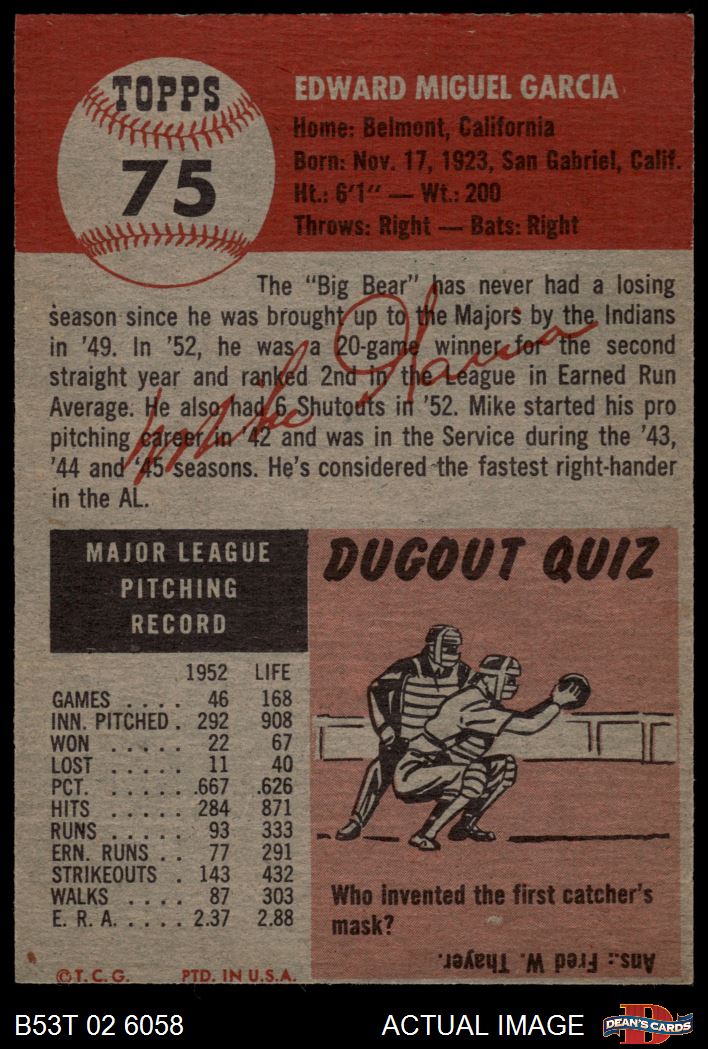 TOPPS
75
EDWARD MIGUEL GARCIA
Home: Belmont, California
Born: Nov. 17, 1923, San Gabriel, Calif.
Ht.: 6'1" — Wt.: 200
Throws: Right — Bats: Right
The "Big Bear" has never had a losing
season since he was brought up to the Majors by the Indians
in '49. In '52, he was a 20-game winner for the second
straight year and ranked 2nd in the League in Earned Run
Average. He also had 6 Shutouts in '52. Mike started his pro
pitching career in '42 and was in the Service during the '43,
'44 and '45 seasons. He's considered the fastest right-hander
in the AL.
Mike Garcia
MAJOR LEAGUE
PITCHING
RECORD
1952 LIFE
GAMES . . . . 46 168
INN. PITCHED . 292 908
WON . . . . . 22 67
LOST . . . . . 11 40
PCT. . . . . . .667 .626
HITS . . . . . 284 871
RUNS . . . . . 93 333
ERN. RUNS . . 77 291
STRIKEOUTS . 143 432
WALKS . . . . 87 303
E. R. A. . . . . 2.37 2.88
©T. C. G. PTD. IN U. S. A.
DUGOUT QUIZ
Who invented the first catcher's
mask?
Ans.: Fred W. Thayer.
B53T 02 6058
ACTUAL IMAGE
DEAN'S CARDS